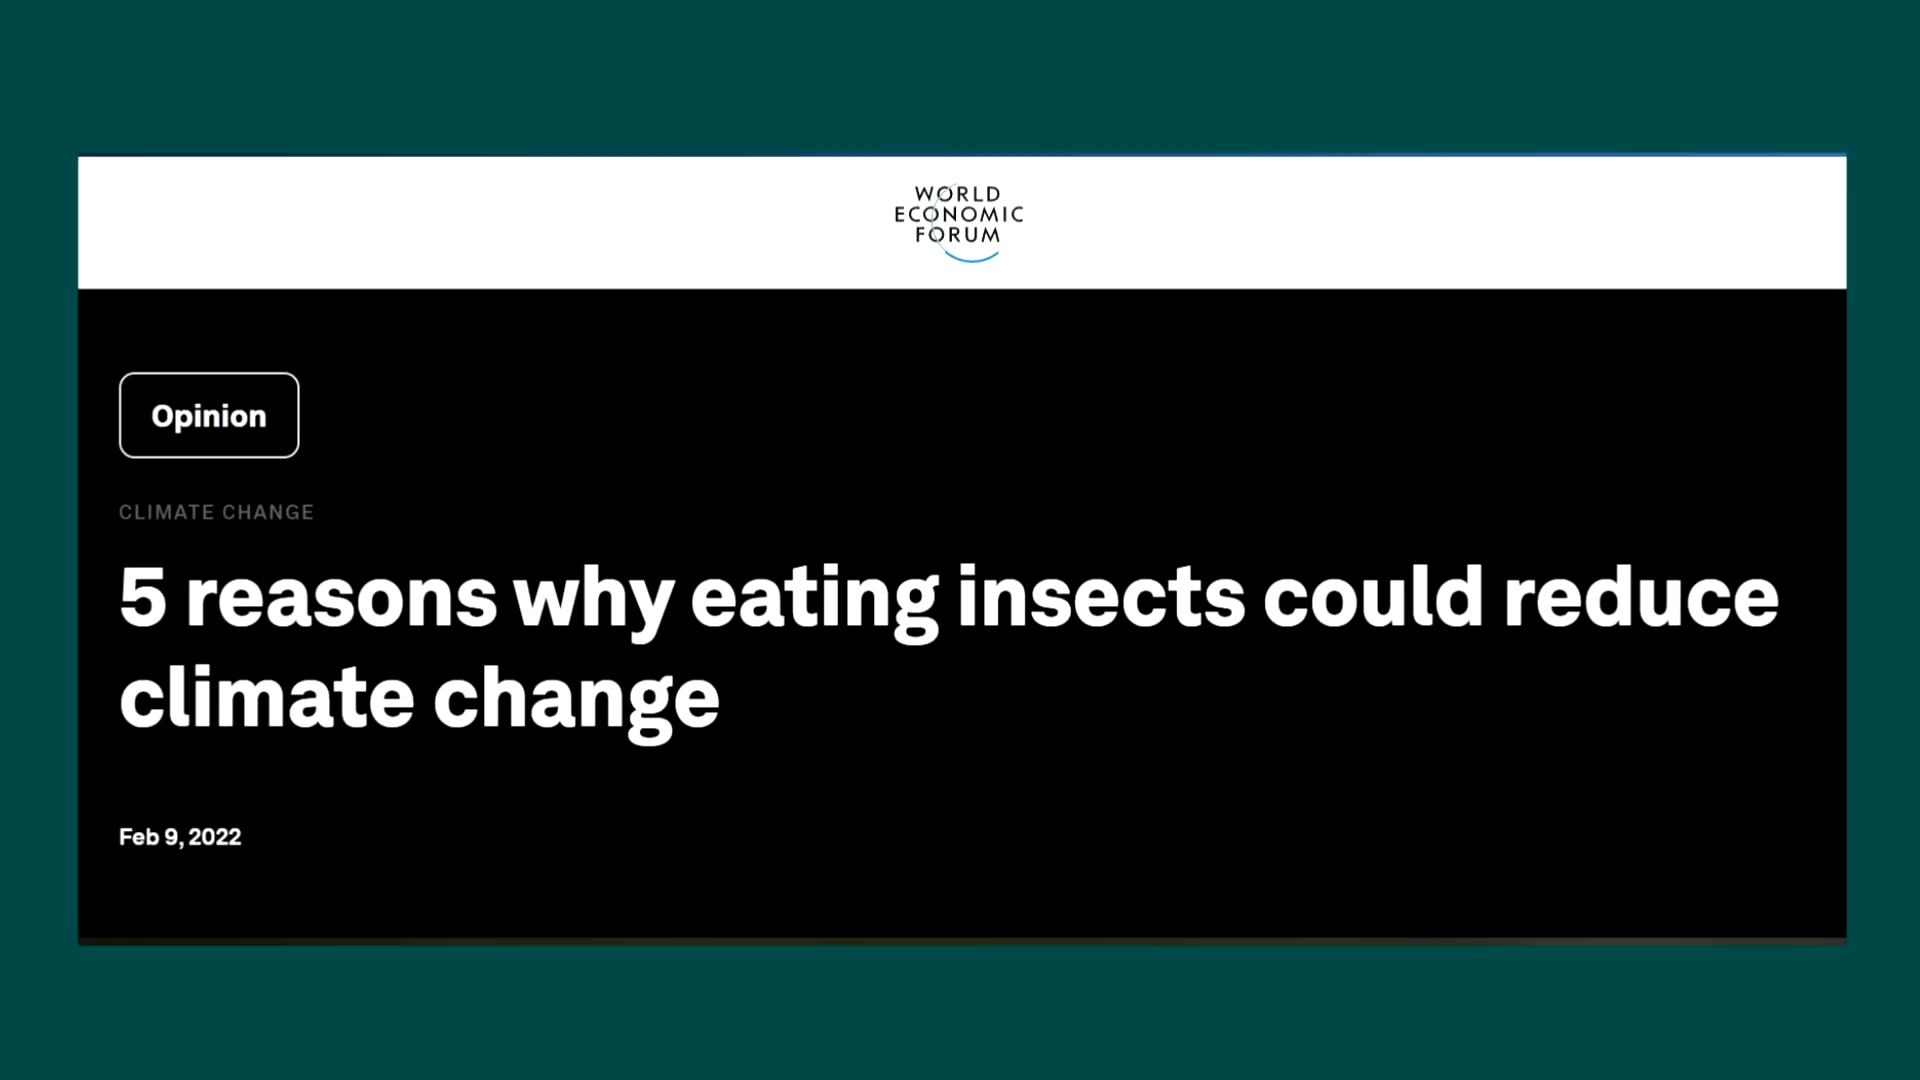 WORLD
ECONOMIC
FORUM
Opinion
CLIMATE CHANGE
5 reasons why eating insects could reduce
climate change
Feb 9, 2022